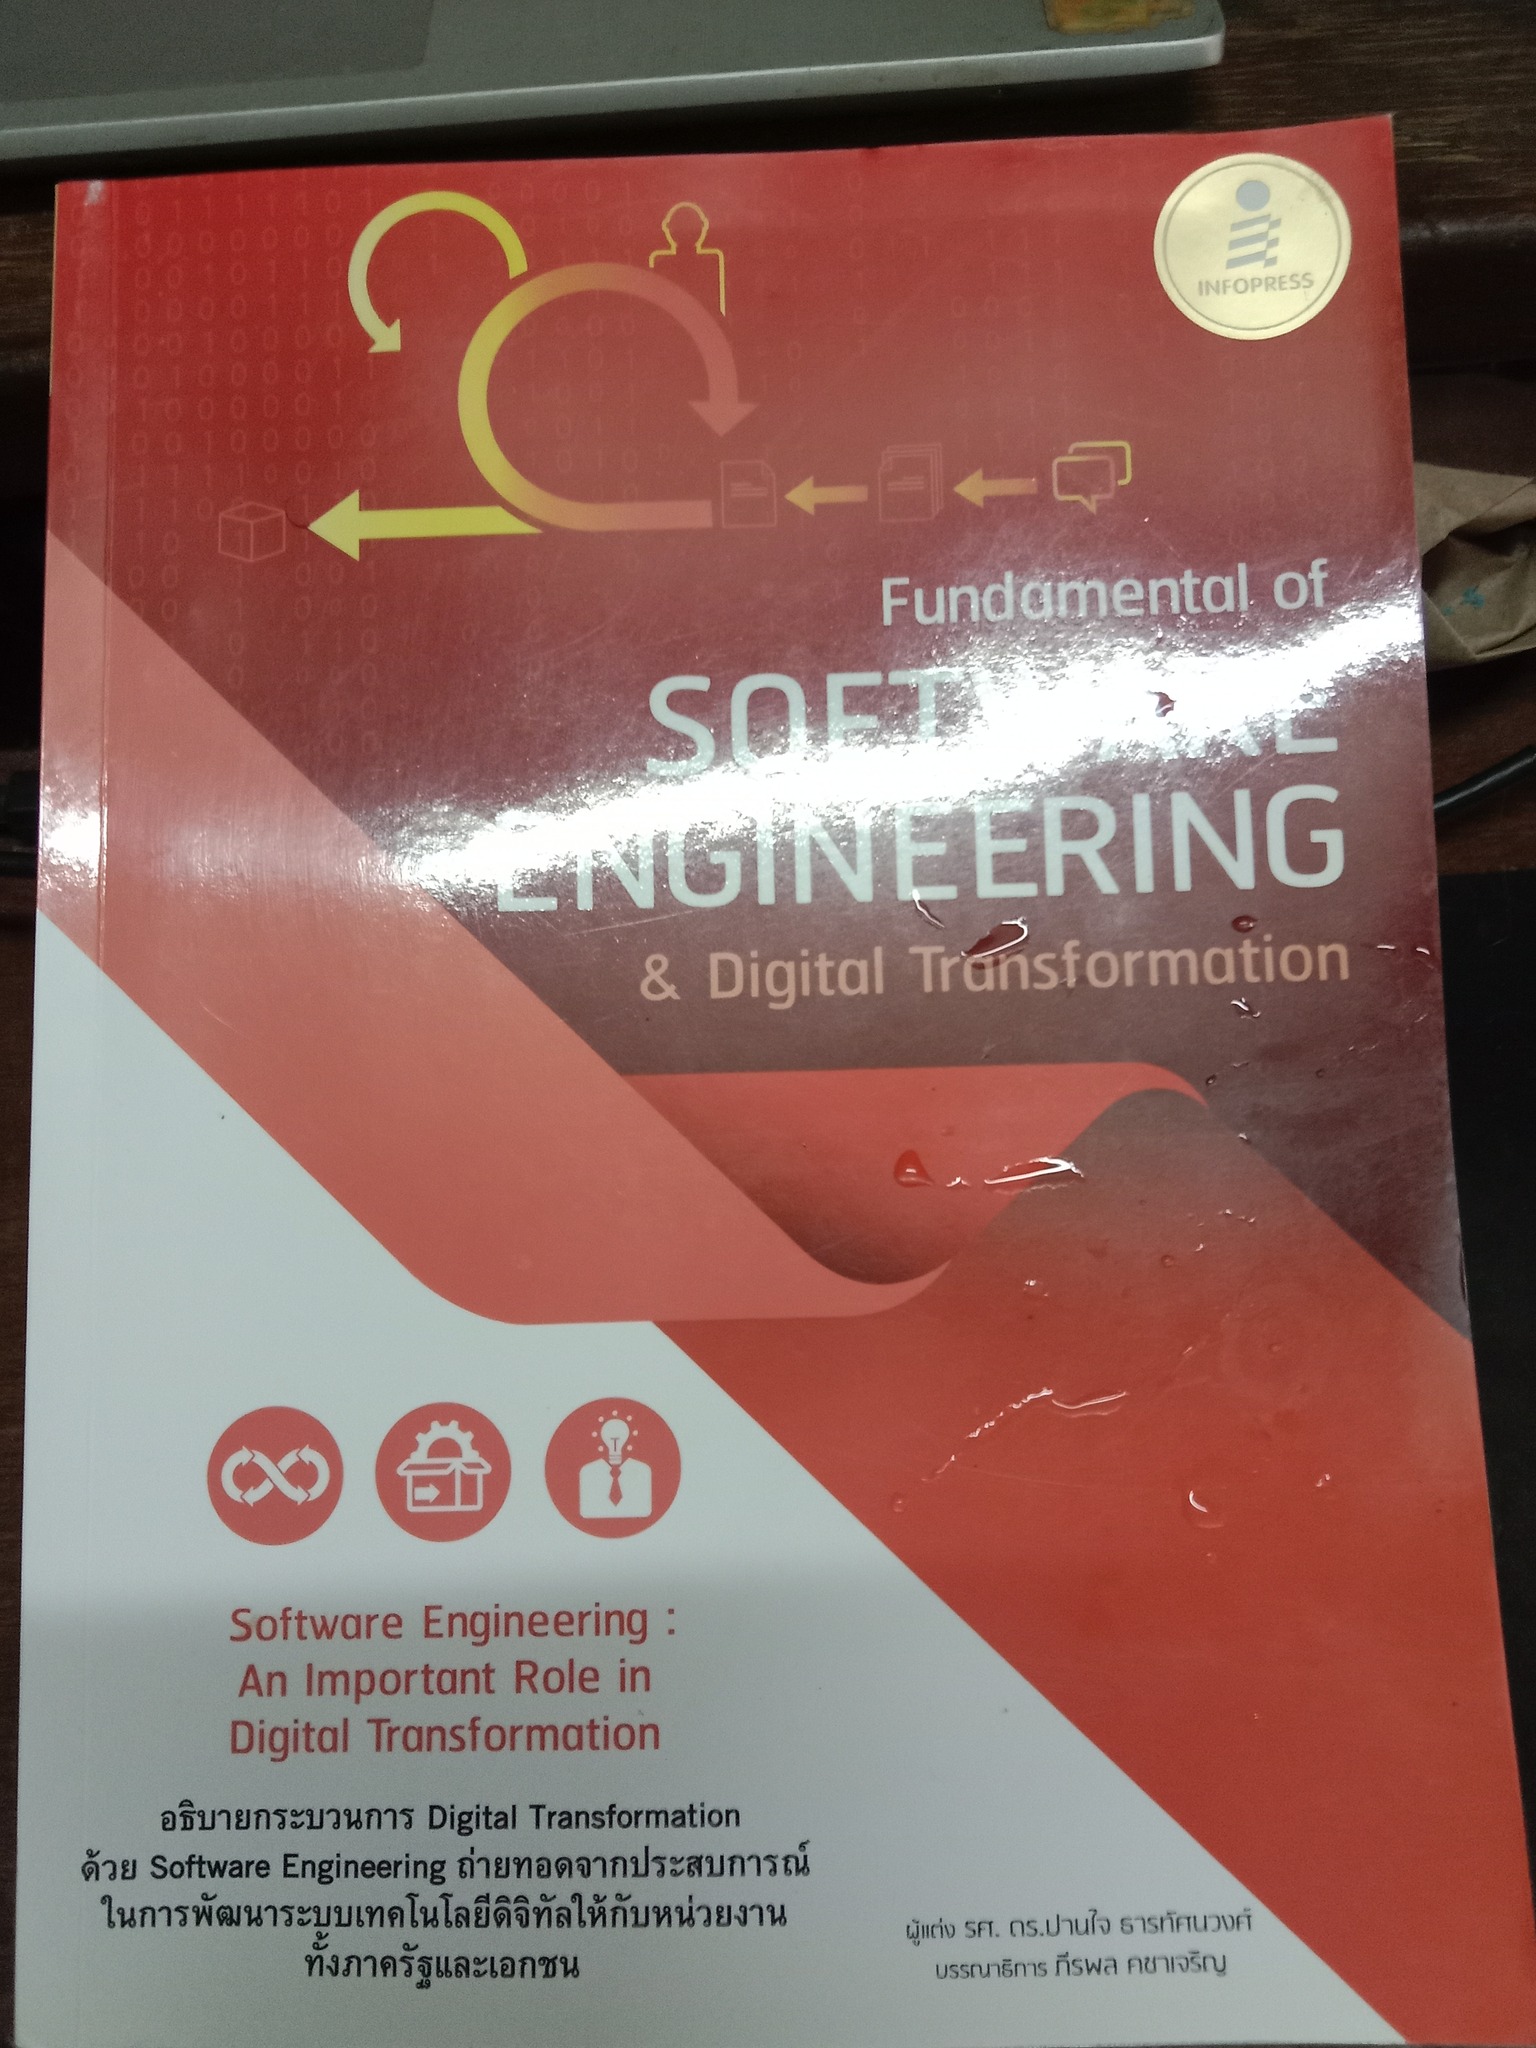 INFOPRESS
Fundamental of
SOFTWARE
ENGINEERING
& Digital Transformation
Software Engineering :
An Important Role in
Digital Transformation
อธิบายกระบวนการ Digital Transformation
ด้วย Software Engineering ถ่ายทอดจากประสบการณ์
ในการพัฒนาระบบเทคโนโลยีดิจิทัลให้กับหน่วยงาน
ทั้งภาครัฐและเอกชน
ผู้แต่ง รศ. ดร.ปานใจ ธารทัศนวงศ์
บรรณาธิการ ภีรพล คชาเจริญ